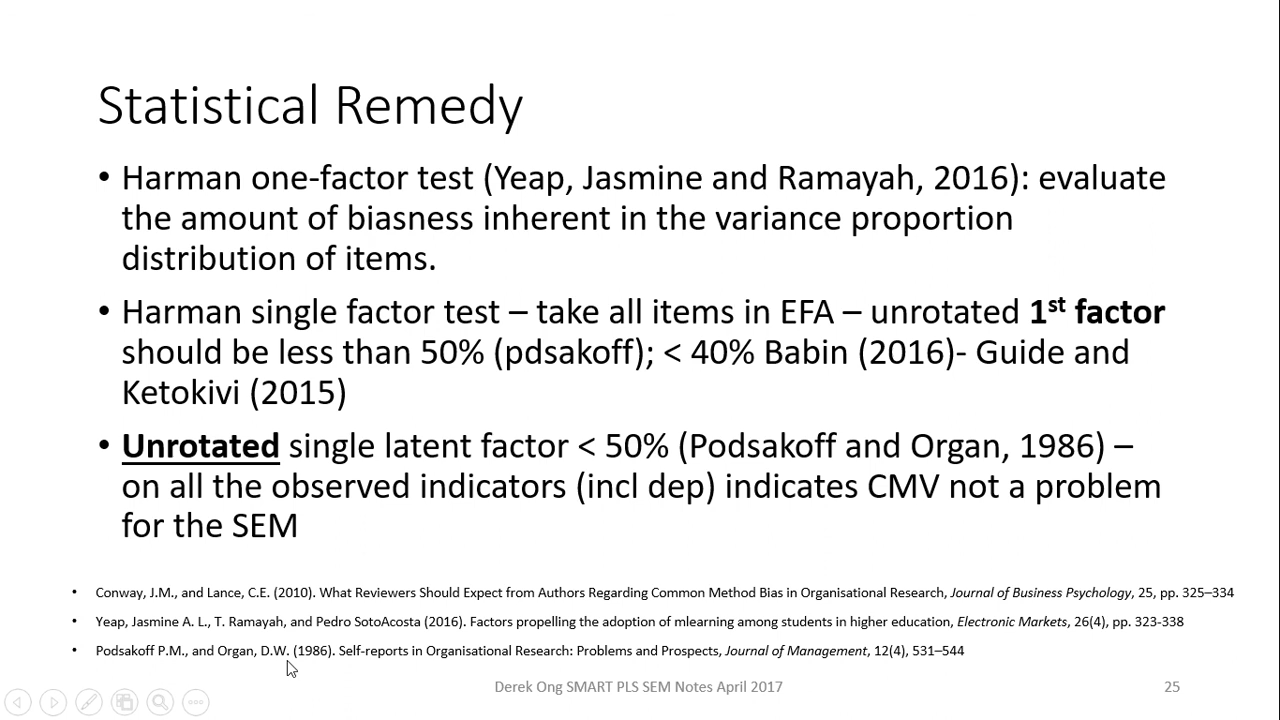 Statistical Remedy
• Harman one-factor test (Yeap, Jasmine and Ramayah, 2016): evaluate
the amount of biasness inherent in the variance proportion
distribution of items.
• Harman single factor test – take all items in EFA – unrotated 1st factor
should be less than 50% (pdsakoff); < 40% Babin (2016)- Guide and
Ketokivi (2015)
• Unrotated single latent factor < 50% (Podsakoff and Organ, 1986) –
on all the observed indicators (incl dep) indicates CMV not a problem
for the SEM
• Conway, J.M., and Lance, C.E. (2010). What Reviewers Should Expect from Authors Regarding Common Method Bias in Organisational Research, Journal of Business Psychology, 25, pp. 325–334
• Yeap, Jasmine A. L., T. Ramayah, and Pedro SotoAcosta (2016). Factors propelling the adoption of mlearning among students in higher education, Electronic Markets, 26(4), pp. 323-338
• Podsakoff P.M., and Organ, D.W. (1986). Self-reports in Organisational Research: Problems and Prospects, Journal of Management, 12(4), 531–544
Derek Ong SMART PLS SEM Notes April 2017
25